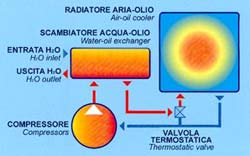 RADIATORE ARIA-OLIO
Air-oil cooler
SCAMBIATORE ACQUA-OLIO
Water-oil exchanger
ENTRATA H₂O
H₂O inlet
USCITA H₂O
H₂O outlet
COMPRESSORE
Compressors
VALVOLA
TERMOSTATICA
Thermostatic valve